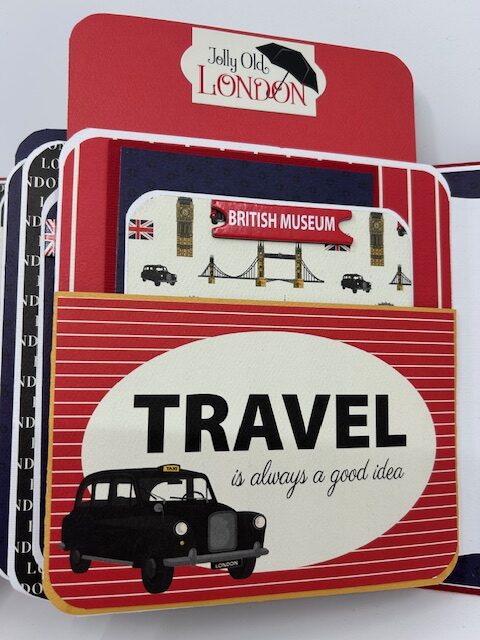 Jolly Old
LONDON
BRITISH MUSEUM
TRAVEL
is always a good idea
TAXI
LONDON